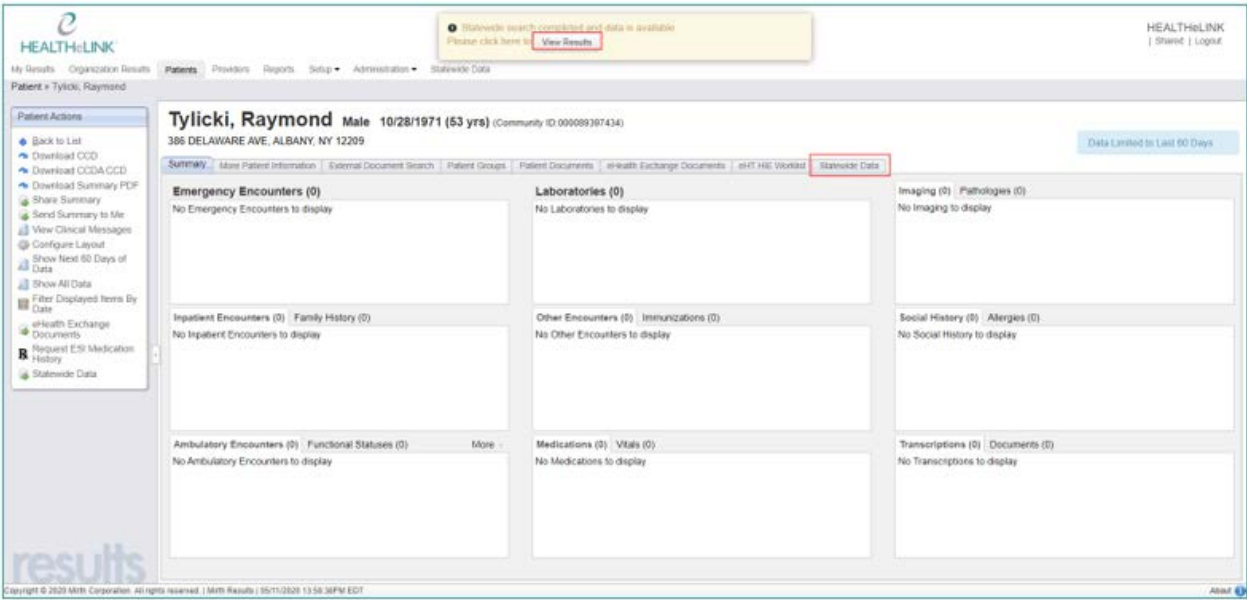 HEALTHeLINK
Statewide search completed and data is available
Please click here to View Results
HEALTHeLINK
| Shared | Logout
My Results Organization Results Patients Providers Reports Setup Administration Statewide Data
Patient » Tylicki, Raymond
Patient Actions
Back to List
Download CCD
Download CCDA CCD
Download Summary PDF
Share Summary
Send Summary to Me
View Clinical Messages
Configure Layout
Show Next 60 Days of
Data
Show All Data
Filter Displayed Items By
Date
eHealth Exchange
Documents
Request ESI Medication
History
Statewide Data
Tylicki, Raymond Male 10/28/1971 (53 yrs) (Community ID:000089397434)
386 DELAWARE AVE, ALBANY, NY 12209
Data Limited to Last 60 Days
Summary More Patient Information External Document Search Patient Groups Patient Documents eHealth Exchange Documents eHT HIE Worklist Statewide Data
Emergency Encounters (0)
No Emergency Encounters to display
Laboratories (0)
No Laboratories to display
Imaging (0) Pathologies (0)
No Imaging to display
Inpatient Encounters (0) Family History (0)
No Inpatient Encounters to display
Other Encounters (0) Immunizations (0)
No Other Encounters to display
Social History (0) Allergies (0)
No Social History to display
Ambulatory Encounters (0) Functional Statuses (0) More
No Ambulatory Encounters to display
Medications (0) Vitals (0)
No Medications to display
Transcriptions (0) Documents (0)
No Transcriptions to display
results
Copyright © 2020 Mirth Corporation. All rights reserved. | Mirth Results | 05/11/2020 13:58:36PM EDT
About